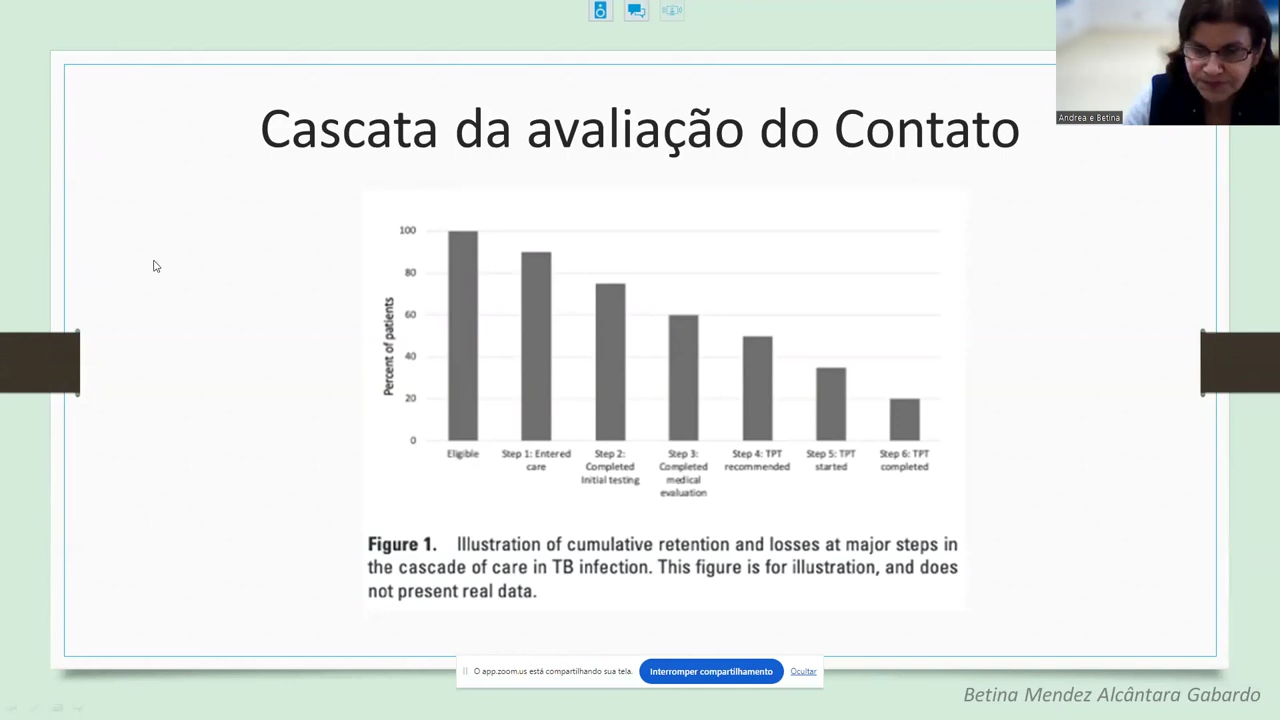 Andrea e Betina
Cascata da avaliação do Contato
Percent of patients
100
80
60
40
20
0
Eligible
Step 1: Entered
care
Step 2:
Completed
Initial testing
Step 3:
Completed
medical
evaluation
Step 4: TPT
recommended
Step 5: TPT
started
Step 6: TPT
completed
Figure 1. Illustration of cumulative retention and losses at major steps in
the cascade of care in TB infection. This figure is for illustration, and does
not present real data.
O app.zoom.us está compartilhando sua tela. Interromper compartilhamento Ocultar
Betina Mendez Alcântara Gabardo